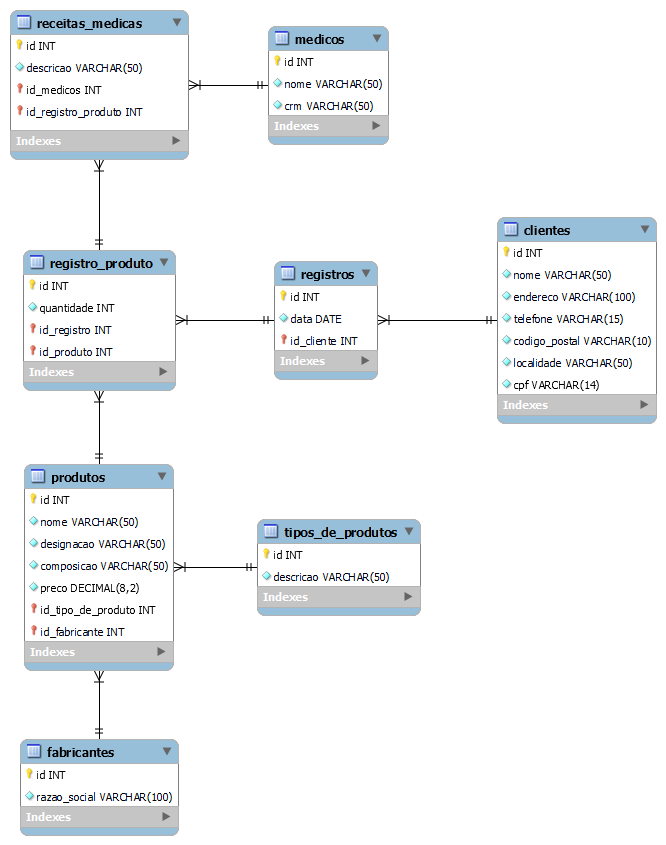 receitas_medicas
id INT
descricao VARCHAR(50)
id_medicos INT
id_registro_produto INT
Indexes
medicos
id INT
nome VARCHAR(50)
crm VARCHAR(50)
Indexes
registro_produto
id INT
quantidade INT
id_registro INT
id_produto INT
Indexes
registros
id INT
data DATE
id_cliente INT
Indexes
clientes
id INT
nome VARCHAR(50)
endereco VARCHAR(100)
telefone VARCHAR(15)
codigo_postal VARCHAR(10)
localidade VARCHAR(50)
cpf VARCHAR(14)
Indexes
produtos
id INT
nome VARCHAR(50)
designacao VARCHAR(50)
composicao VARCHAR(50)
preco DECIMAL(8,2)
id_tipo_de_produto INT
id_fabricante INT
Indexes
tipos_de_produtos
id INT
descricao VARCHAR(50)
Indexes
fabricantes
id INT
razao_social VARCHAR(100)
Indexes